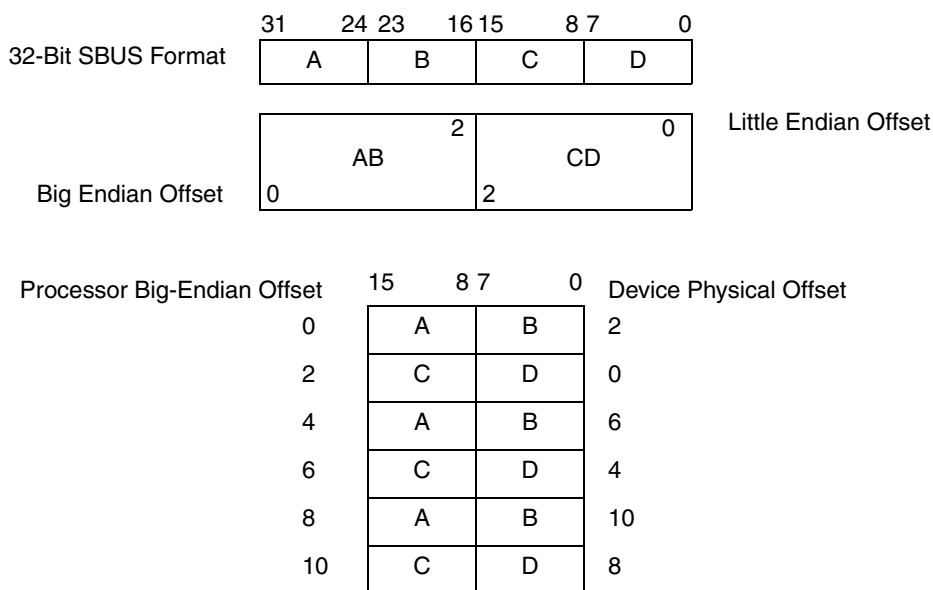 31 24 23 16 15 8 7 0
32-Bit SBUS Format A B C D
2 0 Little Endian Offset
AB CD
Big Endian Offset 0 2
Processor Big-Endian Offset 15 8 7 0 Device Physical Offset
0 A B 2
2 C D 0
4 A B 6
6 C D 4
8 A B 10
10 C D 8